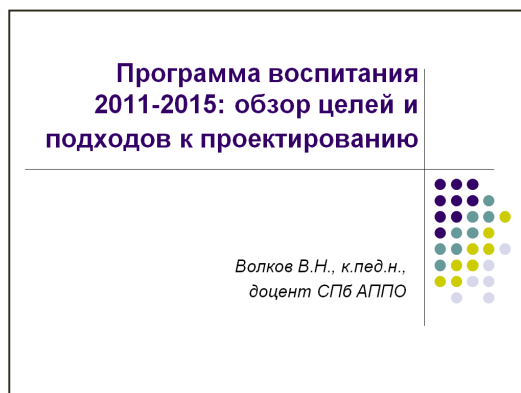 Программа воспитания
2011-2015: обзор целей и
подходов к проектированию
Волков В.Н., к.пед.н.,
доцент СПб АППО